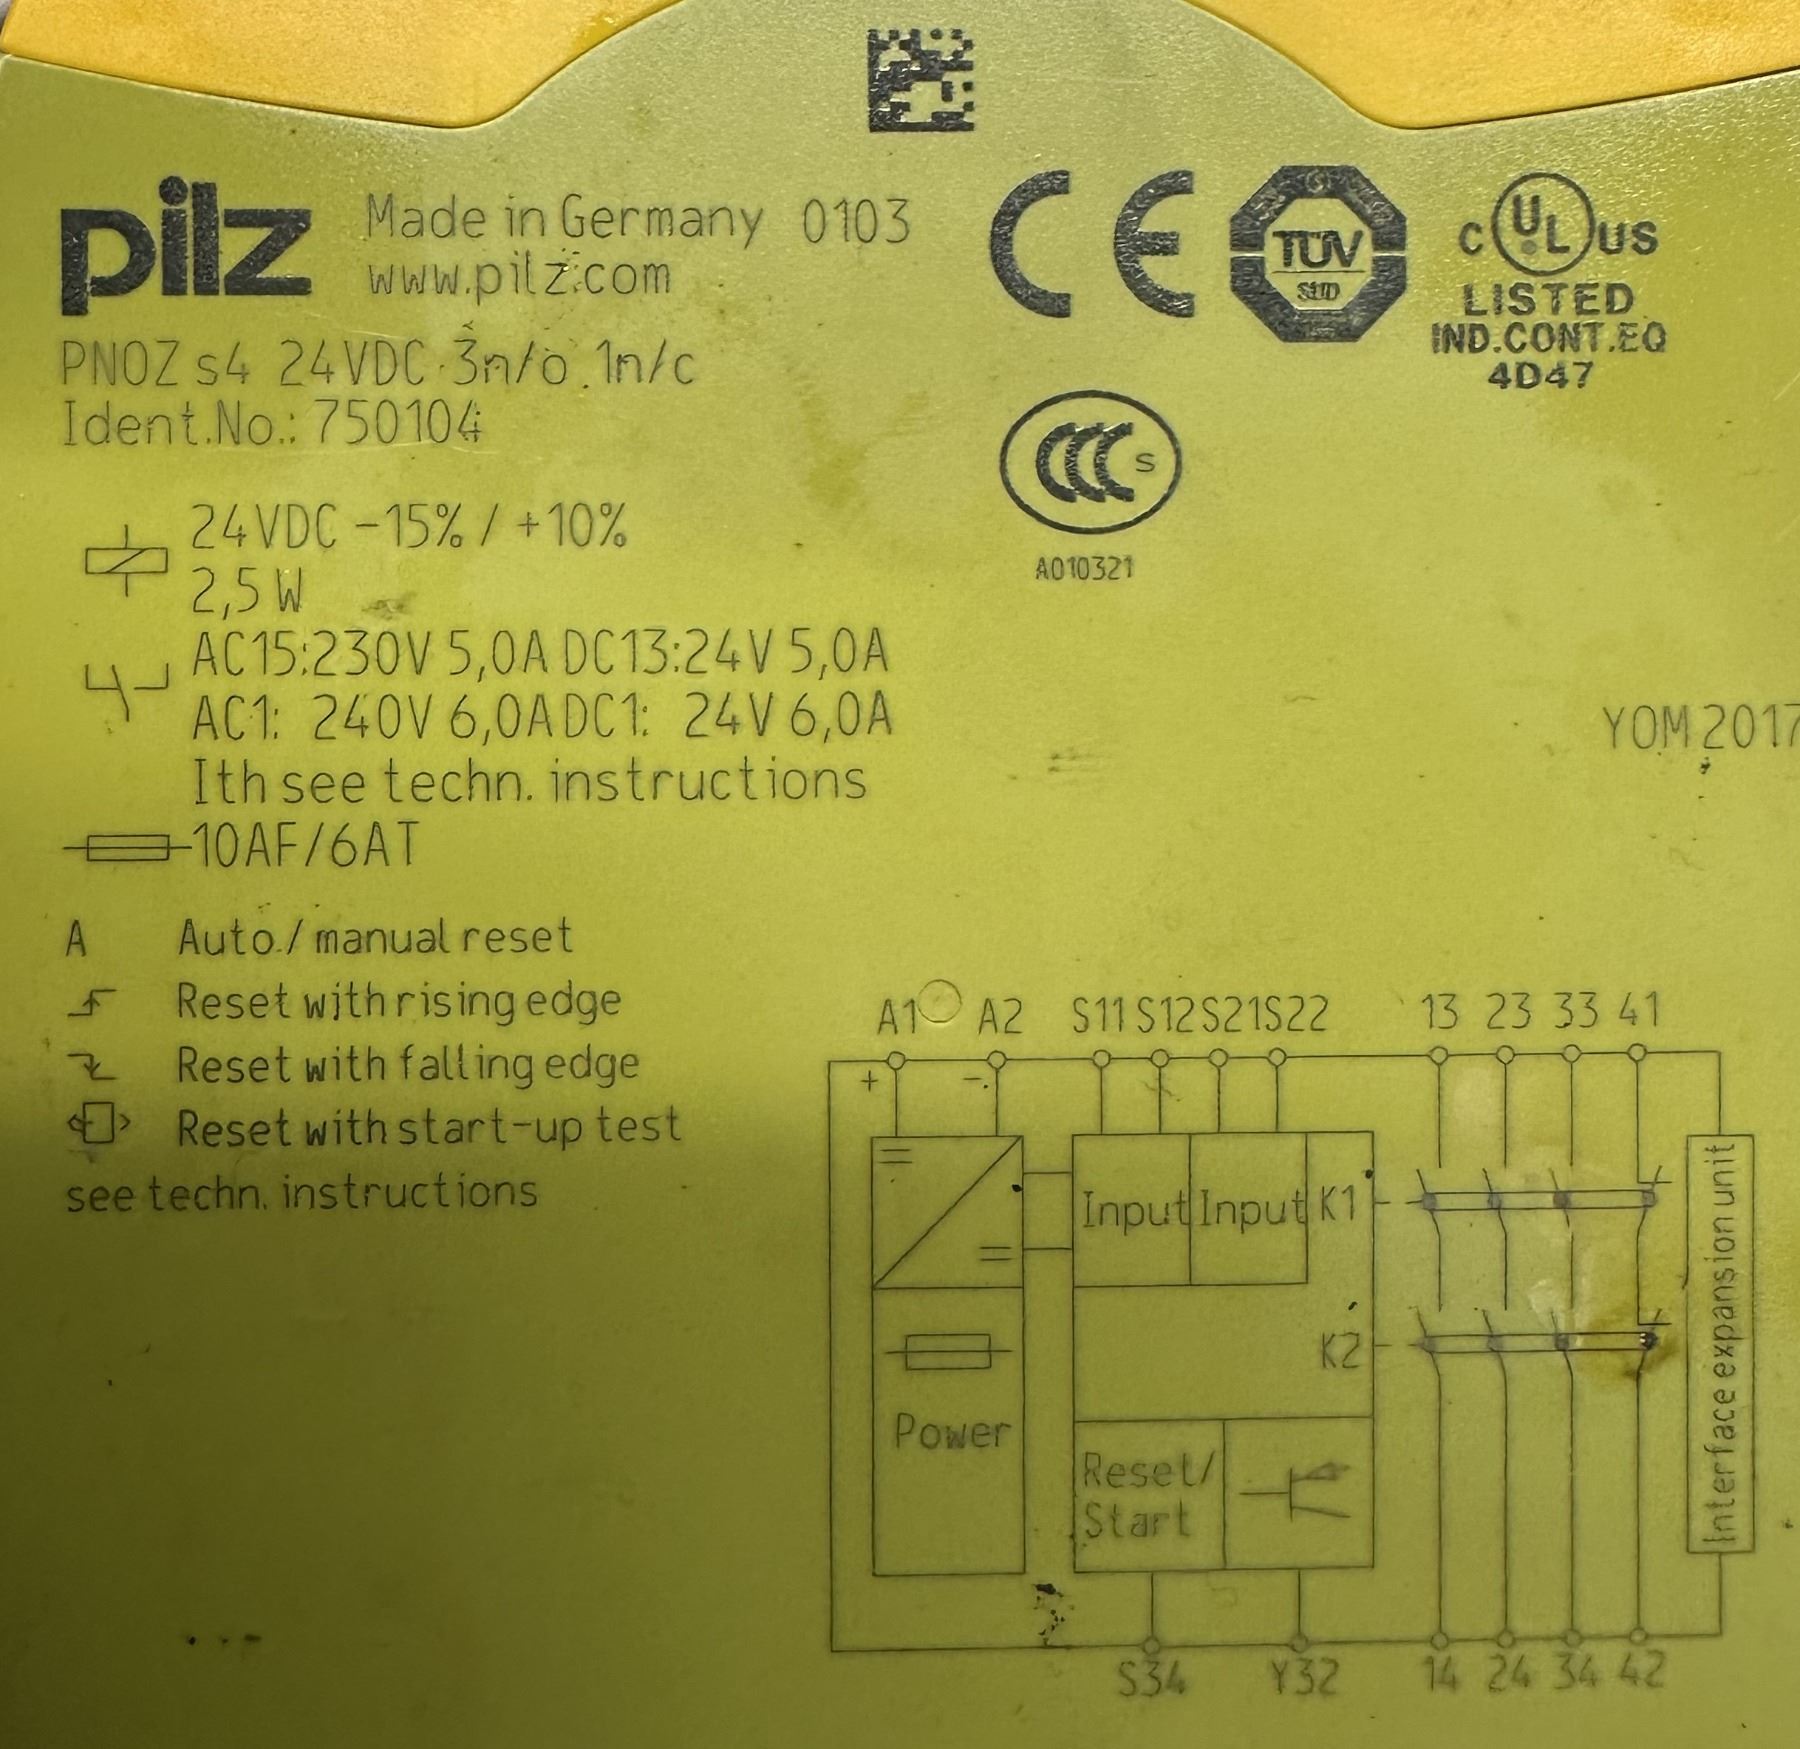 pilz Made in Germany 0103
www.pilz.com
CE
TÜV
SÜD
C UL US
LISTED
IND.CONT.EQ
4D47
PNOZ s4 24VDC 3n/o 1n/c
Ident.No.: 750104
CCC S
A010321
24VDC -15% / +10%
2,5 W
AC15:230V 5,0A DC13:24V 5,0A
AC1: 240V 6,0A DC1: 24V 6,0A
Ith see techn. instructions
10AF/6AT
YOM 2017
A Auto./manual reset
Reset with rising edge
Reset with falling edge
Reset with start-up test
see techn. instructions
A1 A2 S11 S12 S21 S22 13 23 33 41
+ -
Input Input K1
K2
Power
Reset/
Start
Interface expansion unit
S34 Y32 14 24 34 42